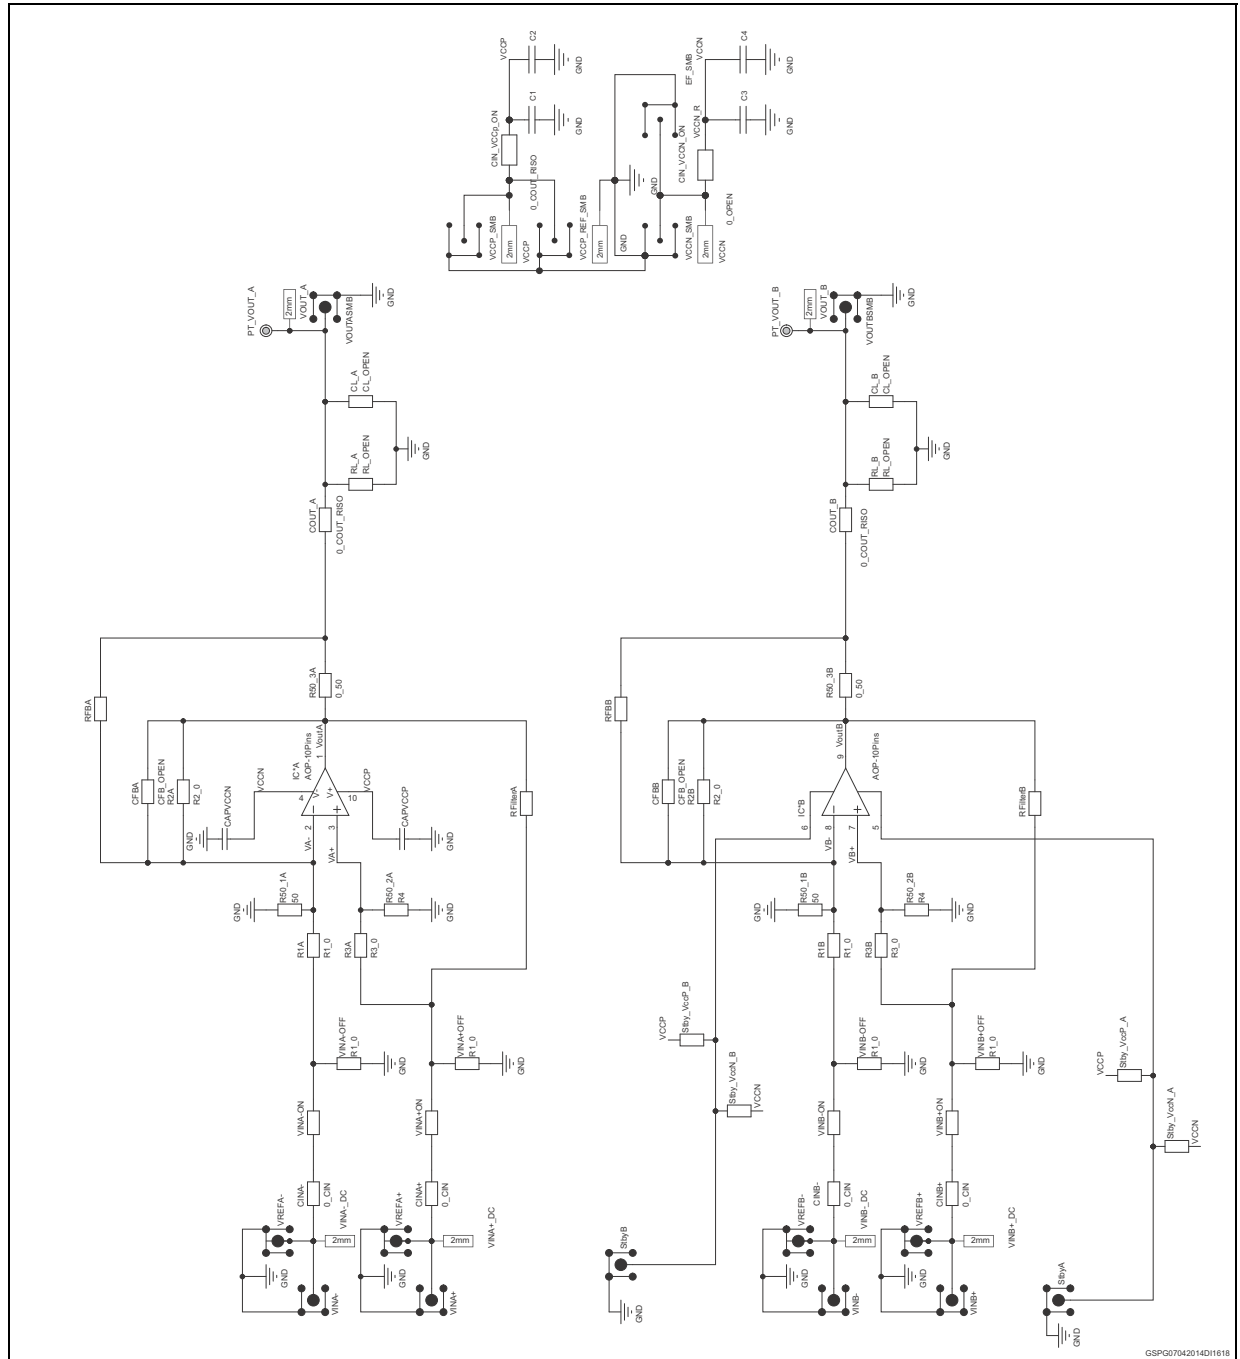 VCCP
C2
GND
C1
GND
CIN_VCCp_ON
0_COUT_RISO
VCCP_SMB
2mm
VCCP
VCCP_REF_SMB
2mm
GND
GND
EF_SMB
VCCN
C4
GND
VCCN_R
C3
GND
CIN_VCCN_ON
0_OPEN
VCCN_SMB
2mm
VCCN
PT_VOUT_A
2mm
VOUT_A
VOUTASMB
GND
CL_A
CL_OPEN
RL_A
RL_OPEN
GND
COUT_A
0_COUT_RISO
RFBA
R50_3A
0_50
CFBA
CFB_OPEN
R2A
R2_0
VCCN
CAPVCCN
GND
IC*A
AOP-10Pins
1
VoutA
4
V-
V+
10
2
3
VA-
VA+
VCCP
CAPVCCP
GND
RFilterA
R50_1A
50
GND
R50_2A
R4
GND
R1A
R1_0
R3A
R3_0
VINA-OFF
R1_0
GND
VINA+OFF
R1_0
GND
VINA-ON
VINA+ON
CINA-
0_CIN
CINA+
0_CIN
VREFA-
VINA-_DC
2mm
GND
VINA-
VREFA+
2mm
VINA+_DC
GND
VINA+
PT_VOUT_B
2mm
VOUT_B
VOUTBSMB
GND
CL_B
CL_OPEN
RL_B
RL_OPEN
GND
COUT_B
0_COUT_RISO
RFBB
R50_3B
0_50
CFBB
CFB_OPEN
R2B
R2_0
IC*B
AOP-10Pins
9
VoutB
6
8
7
5
VB-
VB+
RFilterB
R50_1B
50
GND
R50_2B
R4
GND
R1B
R1_0
R3B
R3_0
VCCP
Stby_VccP_B
Stby_VccN_B
VCCN
VINB-OFF
R1_0
GND
VINB+OFF
R1_0
GND
VCCP
Stby_VccP_A
Stby_VccN_A
VCCN
VINB-ON
VINB+ON
CINB-
0_CIN
CINB+
0_CIN
StbyB
GND
VREFB-
VINB-_DC
2mm
GND
VINB-
VREFB+
2mm
VINB+_DC
GND
VINB+
StbyA
GND
GSPG07042014DI1618